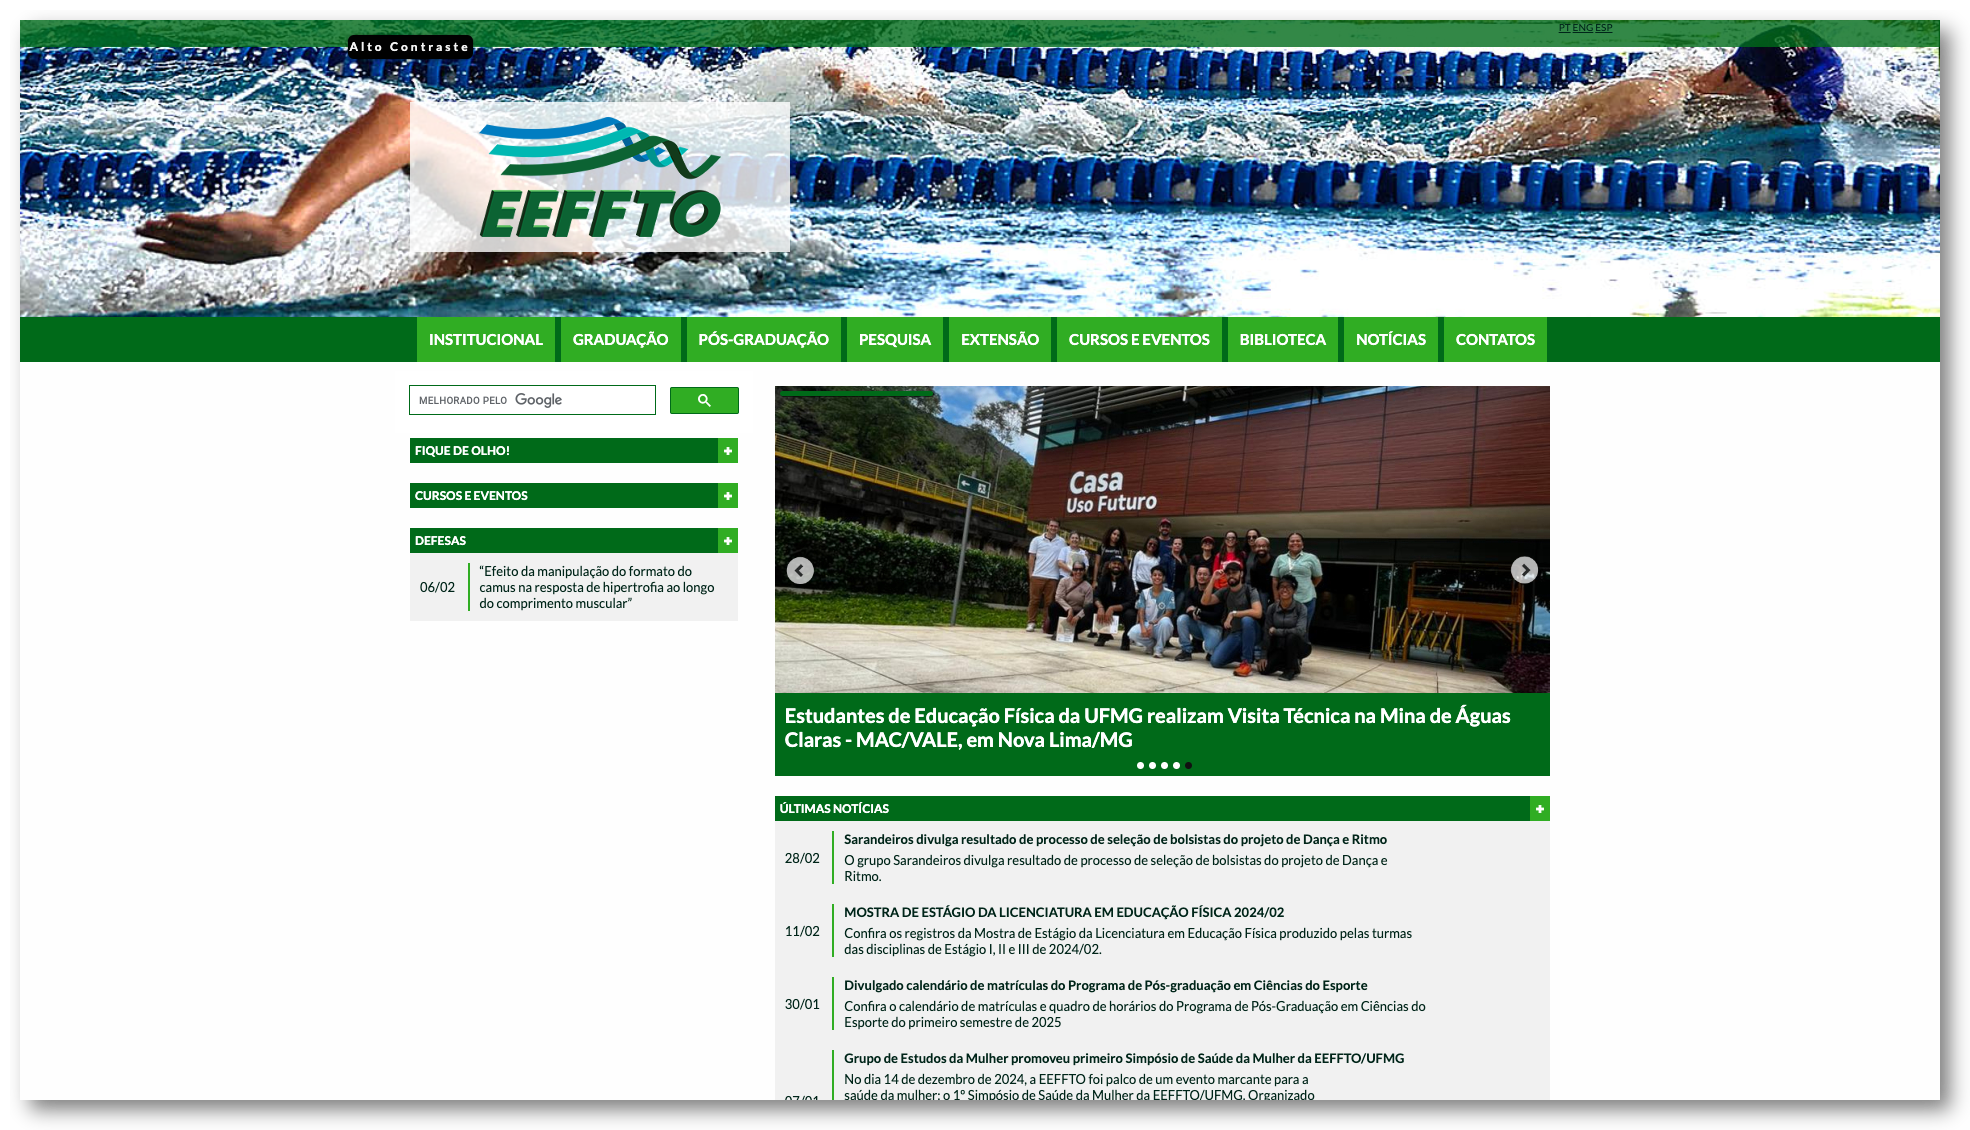 PT ENG ESP
Alto Contraste
EEFFTO
INSTITUCIONAL GRADUAÇÃO PÓS-GRADUAÇÃO PESQUISA EXTENSÃO CURSOS E EVENTOS BIBLIOTECA NOTÍCIAS CONTATOS
MELHORADO PELO Google
FIQUE DE OLHO!
CURSOS E EVENTOS
DEFESAS
06/02
“Efeito da manipulação do formato do
camus na resposta de hipertrofia ao longo
do comprimento muscular”
Casa
Uso Futuro
Estudantes de Educação Física da UFMG realizam Visita Técnica na Mina de Águas
Claras - MAC/VALE, em Nova Lima/MG
ÚLTIMAS NOTÍCIAS
28/02
Sarandeiros divulga resultado de processo de seleção de bolsistas do projeto de Dança e Ritmo
O grupo Sarandeiros divulga resultado de processo de seleção de bolsistas do projeto de Dança e
Ritmo.
11/02
MOSTRA DE ESTÁGIO DA LICENCIATURA EM EDUCAÇÃO FÍSICA 2024/02
Confira os registros da Mostra de Estágio da Licenciatura em Educação Física produzido pelas turmas
das disciplinas de Estágio I, II e III de 2024/02.
30/01
Divulgado calendário de matrículas do Programa de Pós-graduação em Ciências do Esporte
Confira o calendário de matrículas e quadro de horários do Programa de Pós-Graduação em Ciências do
Esporte do primeiro semestre de 2025
07/01
Grupo de Estudos da Mulher promoveu primeiro Simpósio de Saúde da Mulher da EEFFTO/UFMG
No dia 14 de dezembro de 2024, a EEFFTO foi palco de um evento marcante para a
saúde da mulher: o 1º Simpósio de Saúde da Mulher da EEFFTO/UFMG. Organizado